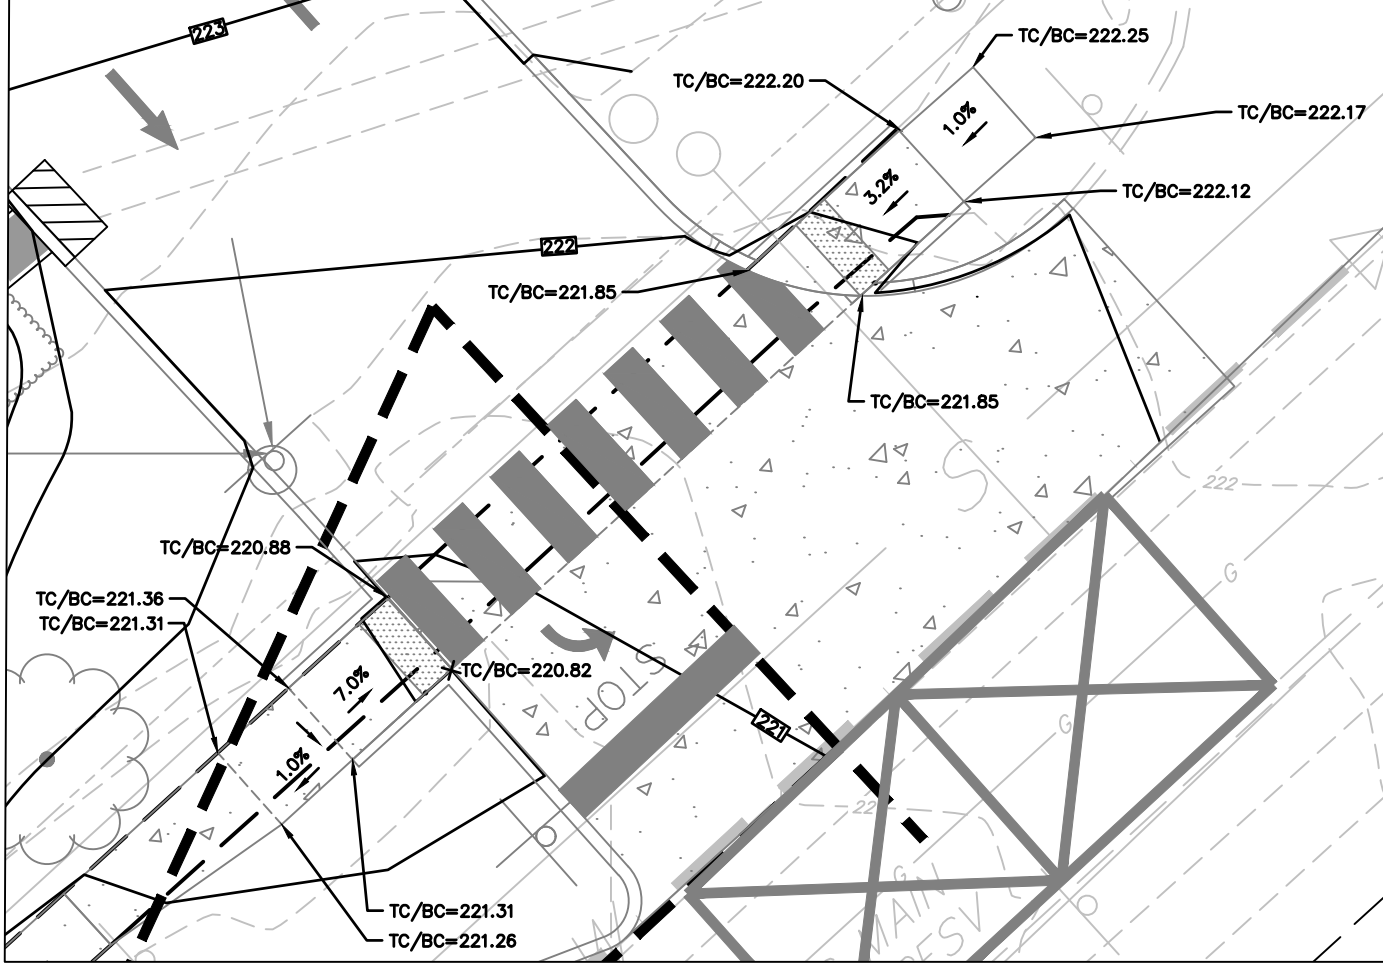 223
TC/BC=222.25
TC/BC=222.20
1.0%
TC/BC=222.17
3.2%
TC/BC=222.12
222
TC/BC=221.85
TC/BC=221.85
S
222
TC/BC=220.88
G
TC/BC=221.36
TC/BC=221.31
7.0%
TC/BC=220.82
STOP
G
221
1.0%
22
G
MAIN
RESV
TC/BC=221.31
TC/BC=221.26